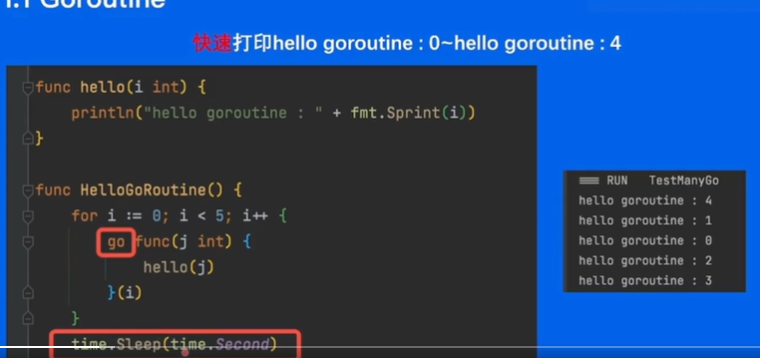 1.1 Goroutine
快速打印hello goroutine : 0~hello goroutine : 4
func hello(i int) {
println("hello goroutine : " + fmt.Sprint(i))
}
func HelloGoRoutine() {
for i := 0; i < 5; i++ {
go func(j int) {
hello(j)
}(i)
}
time.Sleep(time.Second)
=== RUN TestManyGo
hello goroutine : 4
hello goroutine : 1
hello goroutine : 0
hello goroutine : 2
hello goroutine : 3